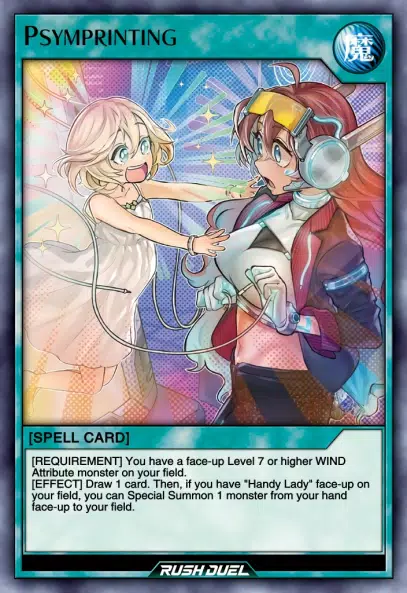 Psymprinting
魔
[SPELL CARD]
[REQUIREMENT] You have a face-up Level 7 or higher WIND
Attribute monster on your field.
[EFFECT] Draw 1 card. Then, if you have "Handy Lady" face-up on
your field, you can Special Summon 1 monster from your hand
face-up to your field.
RUSH DUEL